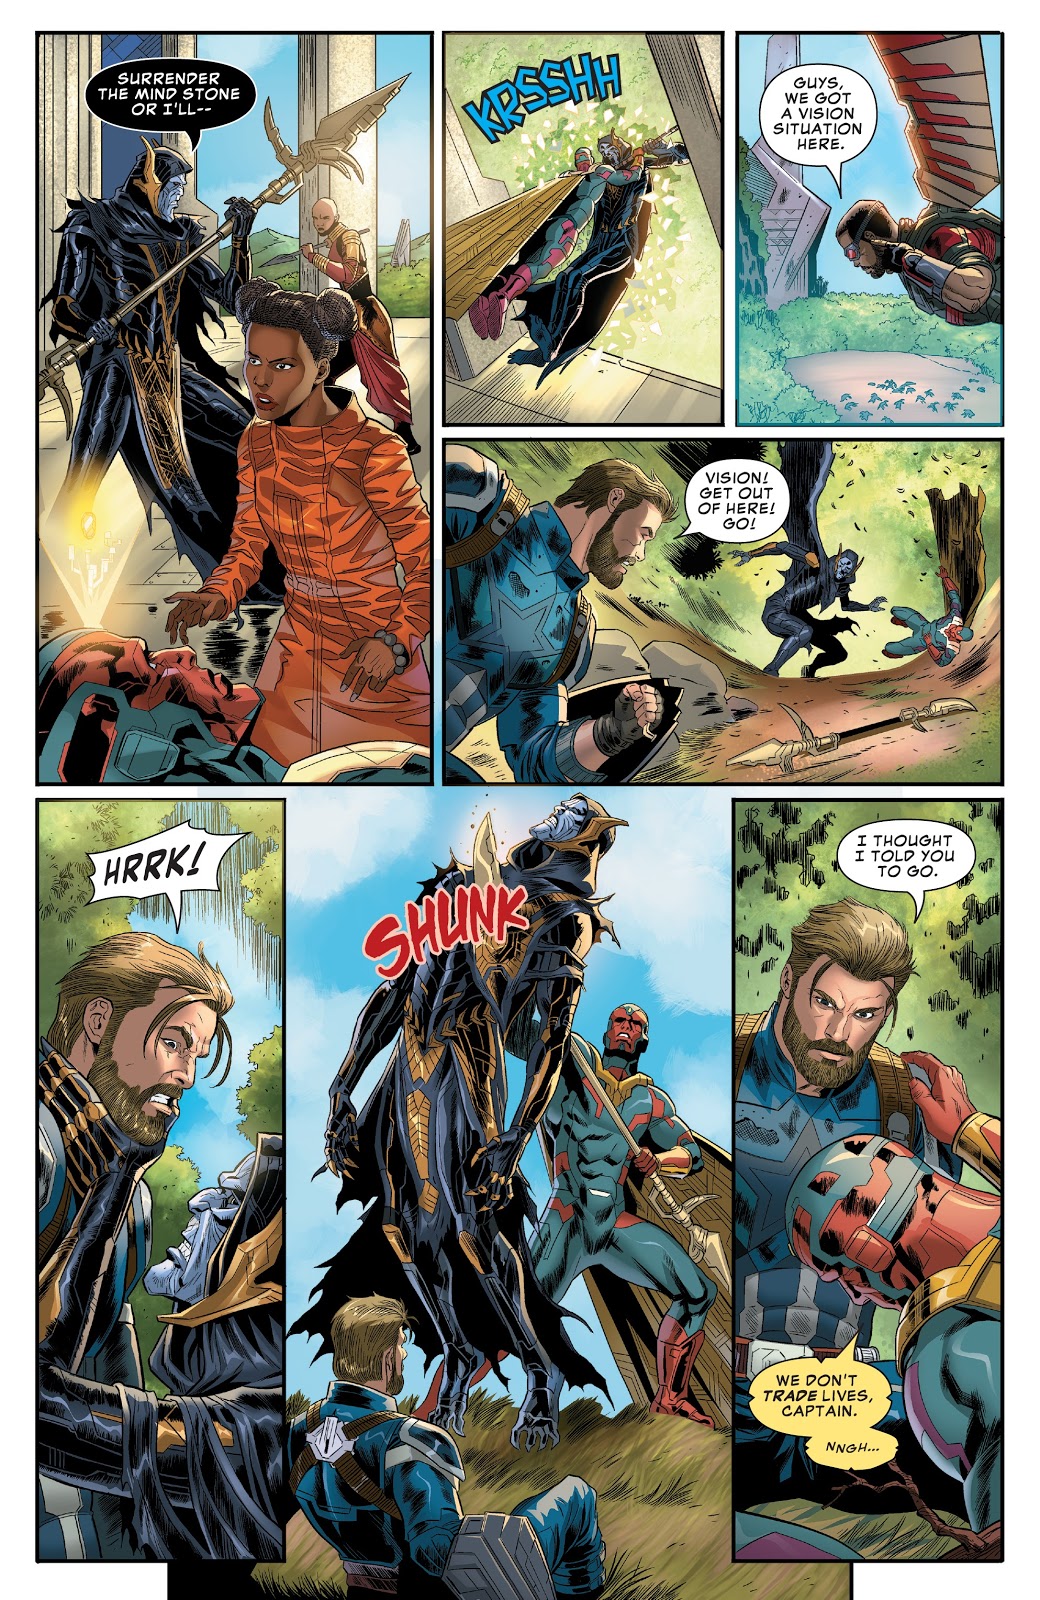 SURRENDER
THE MIND STONE
OR I'LL--
KRSSHH
GUYS,
WE GOT
A VISION
SITUATION
HERE.
VISION!
GET OUT
OF HERE!
GO!
HRRK!
SHUNK
I THOUGHT
I TOLD YOU
TO GO.
WE DON'T
TRADE LIVES,
CAPTAIN.
NNGH...